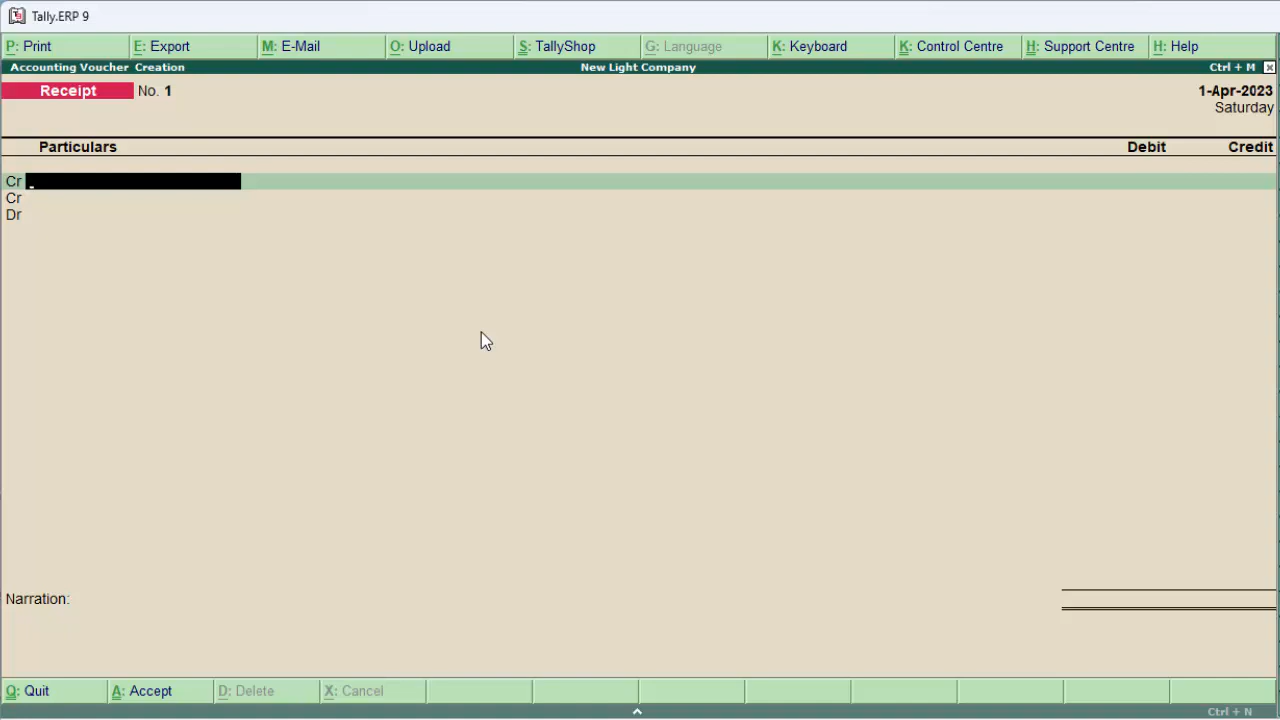 Tally.ERP 9
P: Print E: Export M: E-Mail O: Upload S: TallyShop G: Language K: Keyboard K: Control Centre H: Support Centre H: Help
Accounting Voucher Creation New Light Company Ctrl + M
Receipt No. 1 1-Apr-2023
Saturday
Particulars Debit Credit
Cr
Cr
Dr
Narration:
Q: Quit A: Accept D: Delete X: Cancel
Ctrl + N